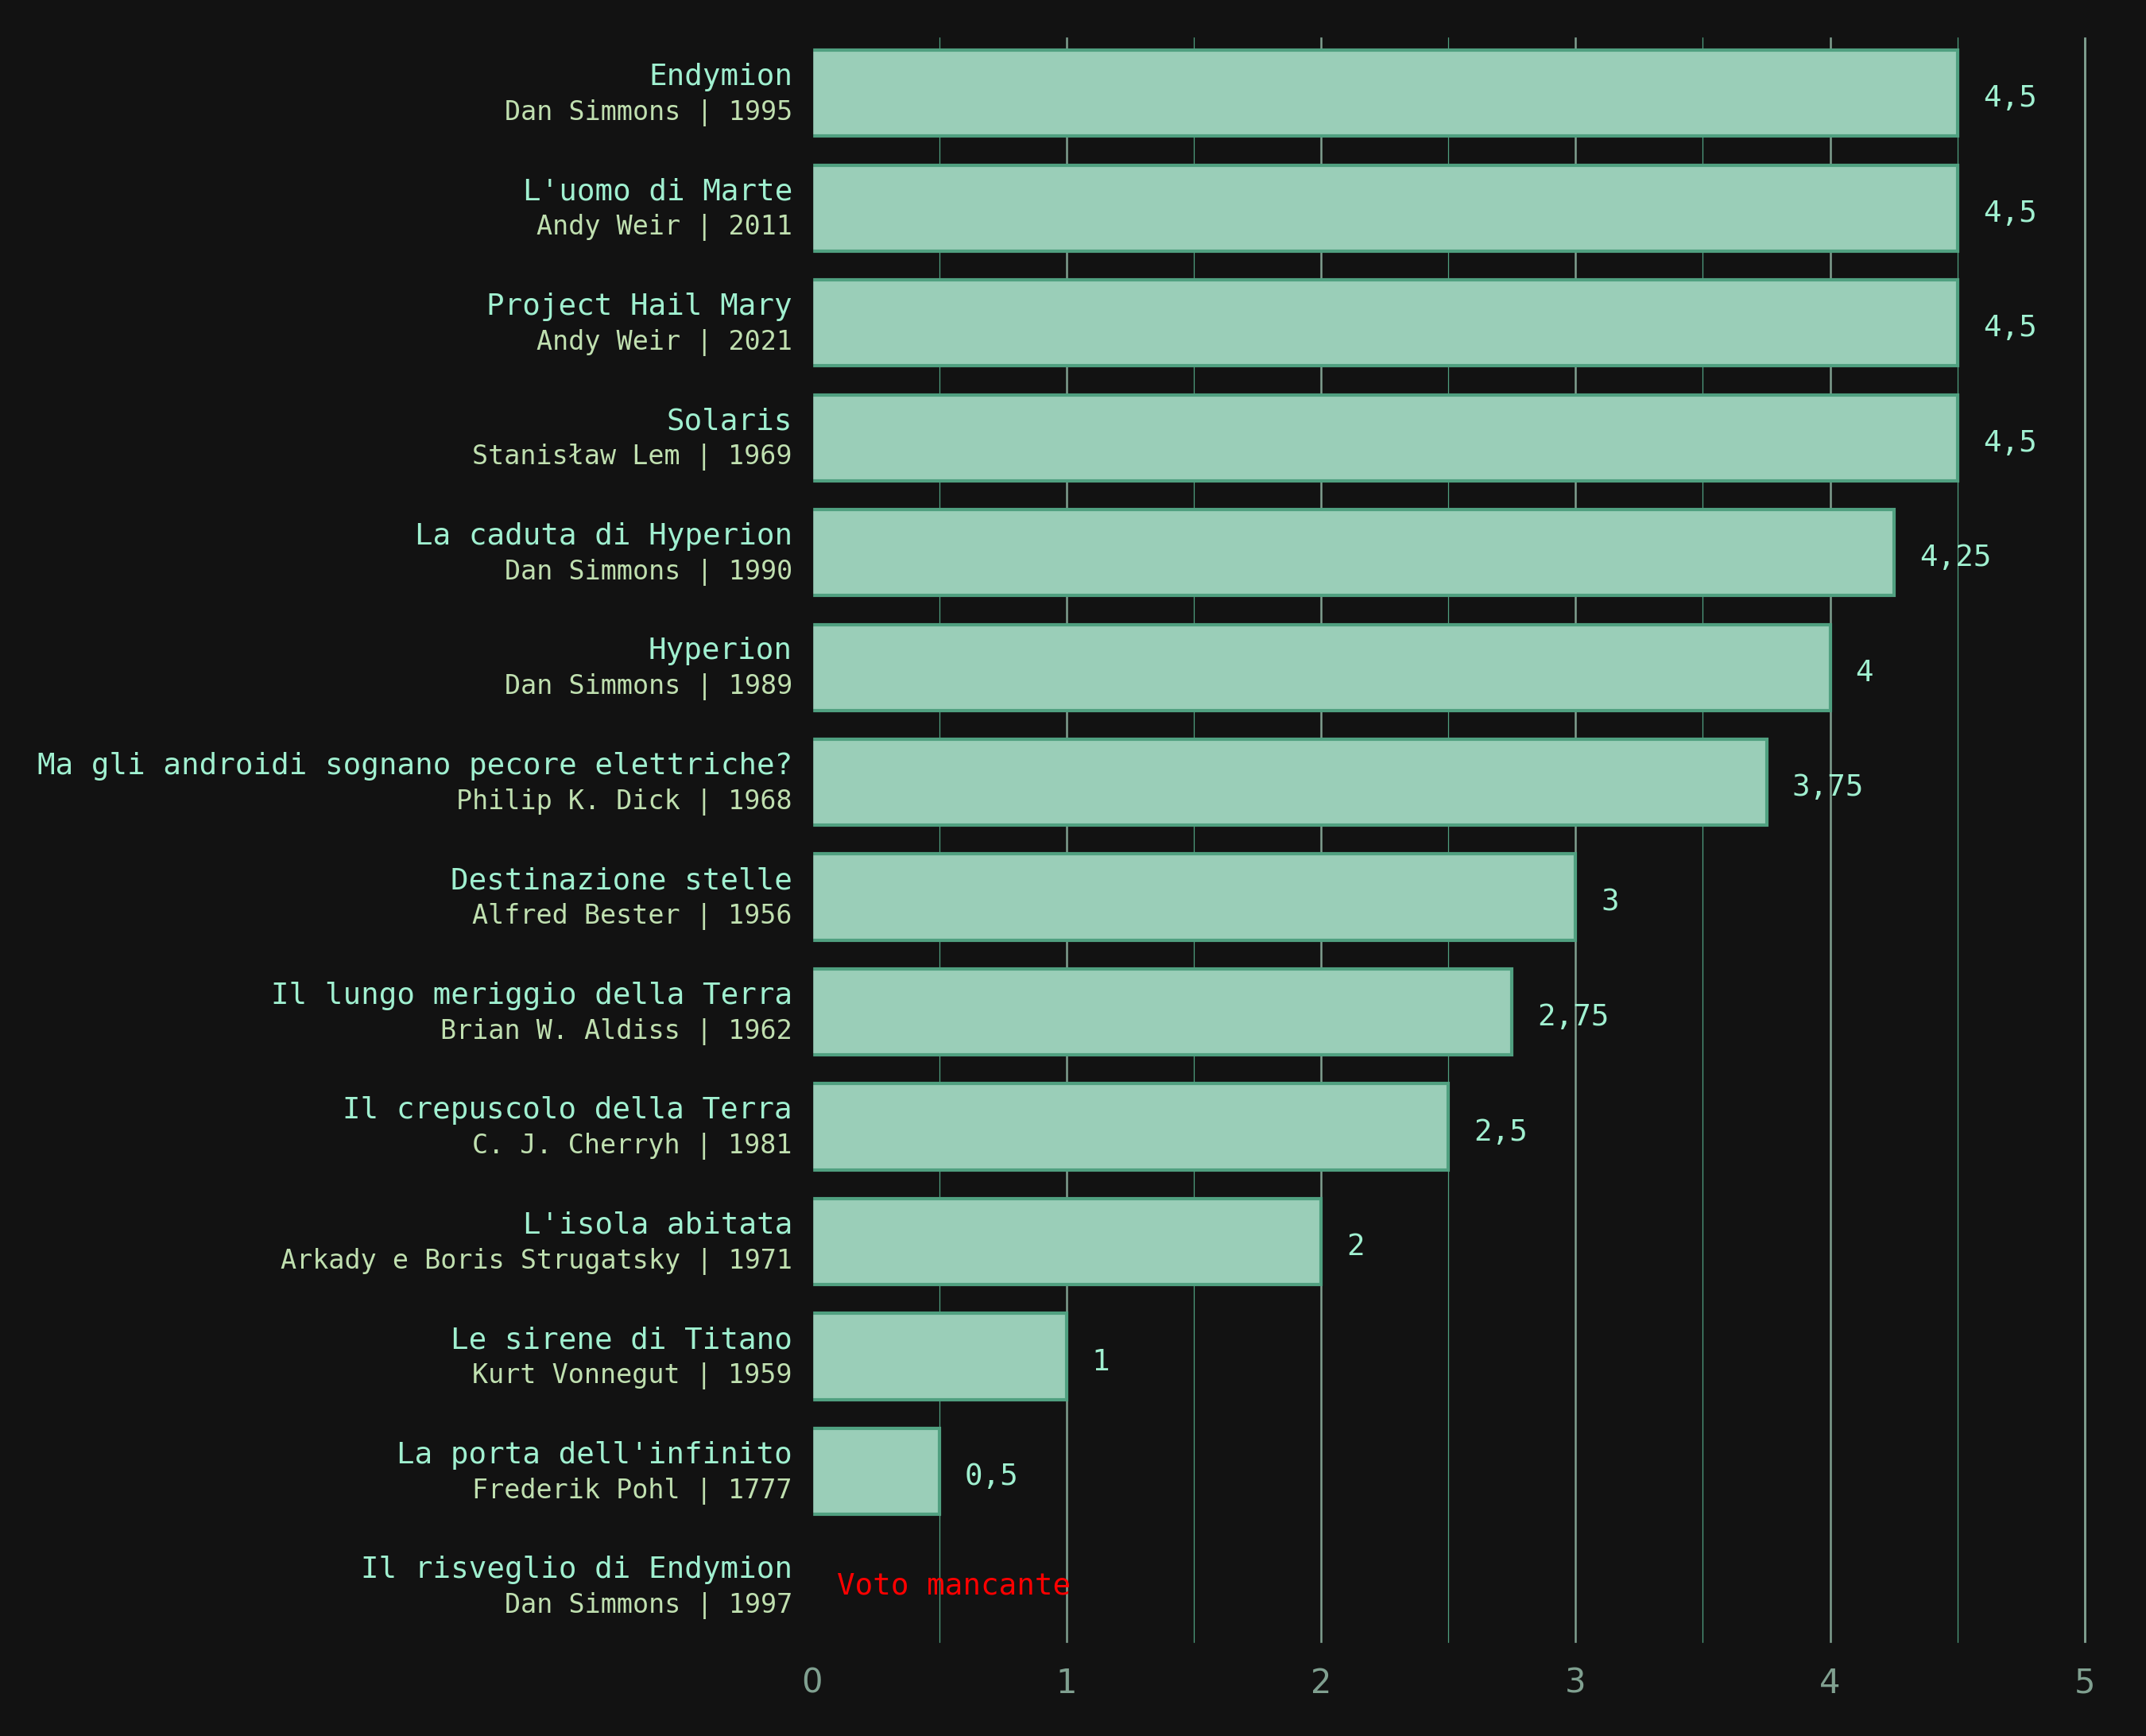 Endymion
Dan Simmons | 1995
4,5
L'uomo di Marte
Andy Weir | 2011
4,5
Project Hail Mary
Andy Weir | 2021
4,5
Solaris
Stanisław Lem | 1969
4,5
La caduta di Hyperion
Dan Simmons | 1990
4,25
Hyperion
Dan Simmons | 1989
4
Ma gli androidi sognano pecore elettriche?
Philip K. Dick | 1968
3,75
Destinazione stelle
Alfred Bester | 1956
3
Il lungo meriggio della Terra
Brian W. Aldiss | 1962
2,75
Il crepuscolo della Terra
C. J. Cherryh | 1981
2,5
L'isola abitata
Arkady e Boris Strugatsky | 1971
2
Le sirene di Titano
Kurt Vonnegut | 1959
1
La porta dell'infinito
Frederik Pohl | 1777
0,5
Il risveglio di Endymion
Dan Simmons | 1997
Voto mancante
0 1 2 3 4 5